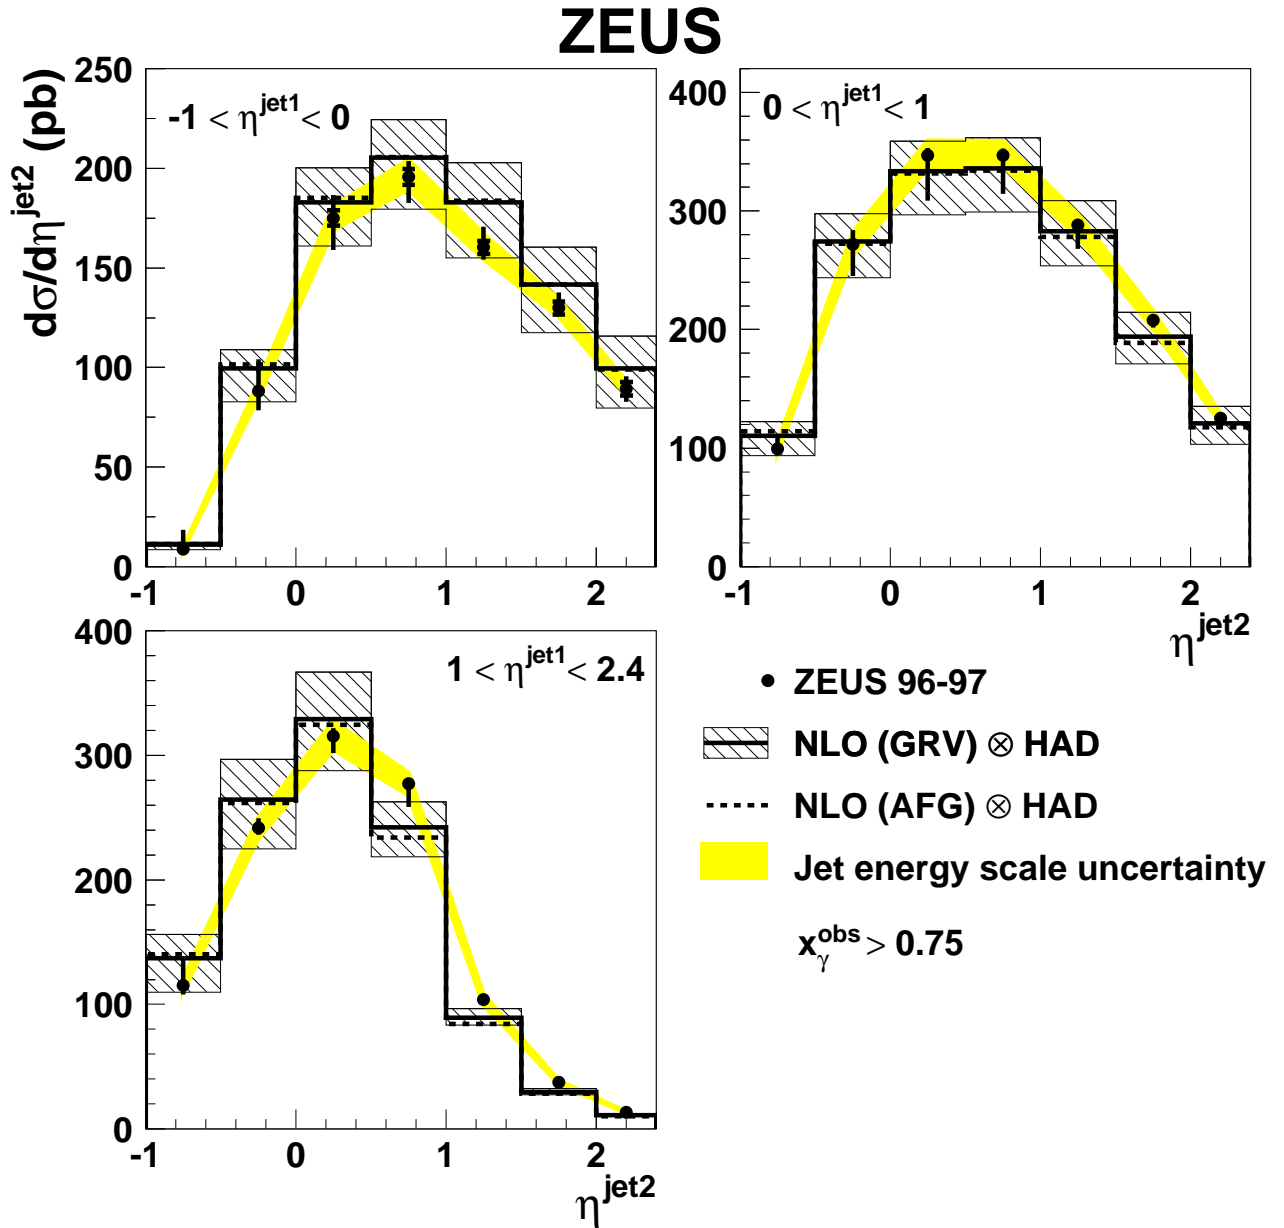 ZEUS
dσ/dη^jet2 (pb)
250
200
150
100
50
0
-1 < η^jet1 < 0
-1 0 1 2
400
300
200
100
0
0 < η^jet1 < 1
-1 0 1 2
η^jet2
400
300
200
100
0
1 < η^jet1 < 2.4
-1 0 1 2
η^jet2
ZEUS 96-97
NLO (GRV) ⊗ HAD
NLO (AFG) ⊗ HAD
Jet energy scale uncertainty
x_γ^obs > 0.75